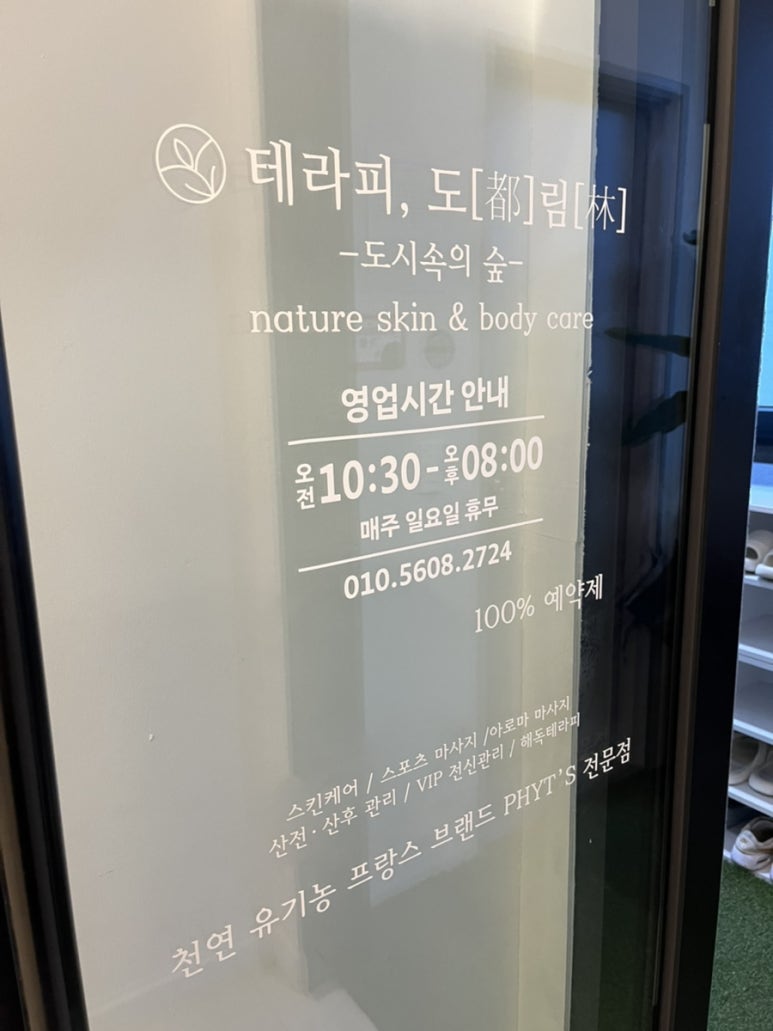 테라피, 도[都]림[林]
-도시속의 숲-
nature skin & body care
영업시간 안내
오전 10:30 - 오후 08:00
매주 일요일 휴무
010.5608.2724
100% 예약제
스킨케어 / 스포츠 마사지 /아로마 마사지
산전·산후 관리 / VIP 전신관리 / 해독테라피
천연 유기농 프랑스 브랜드 PHYT'S 전문점